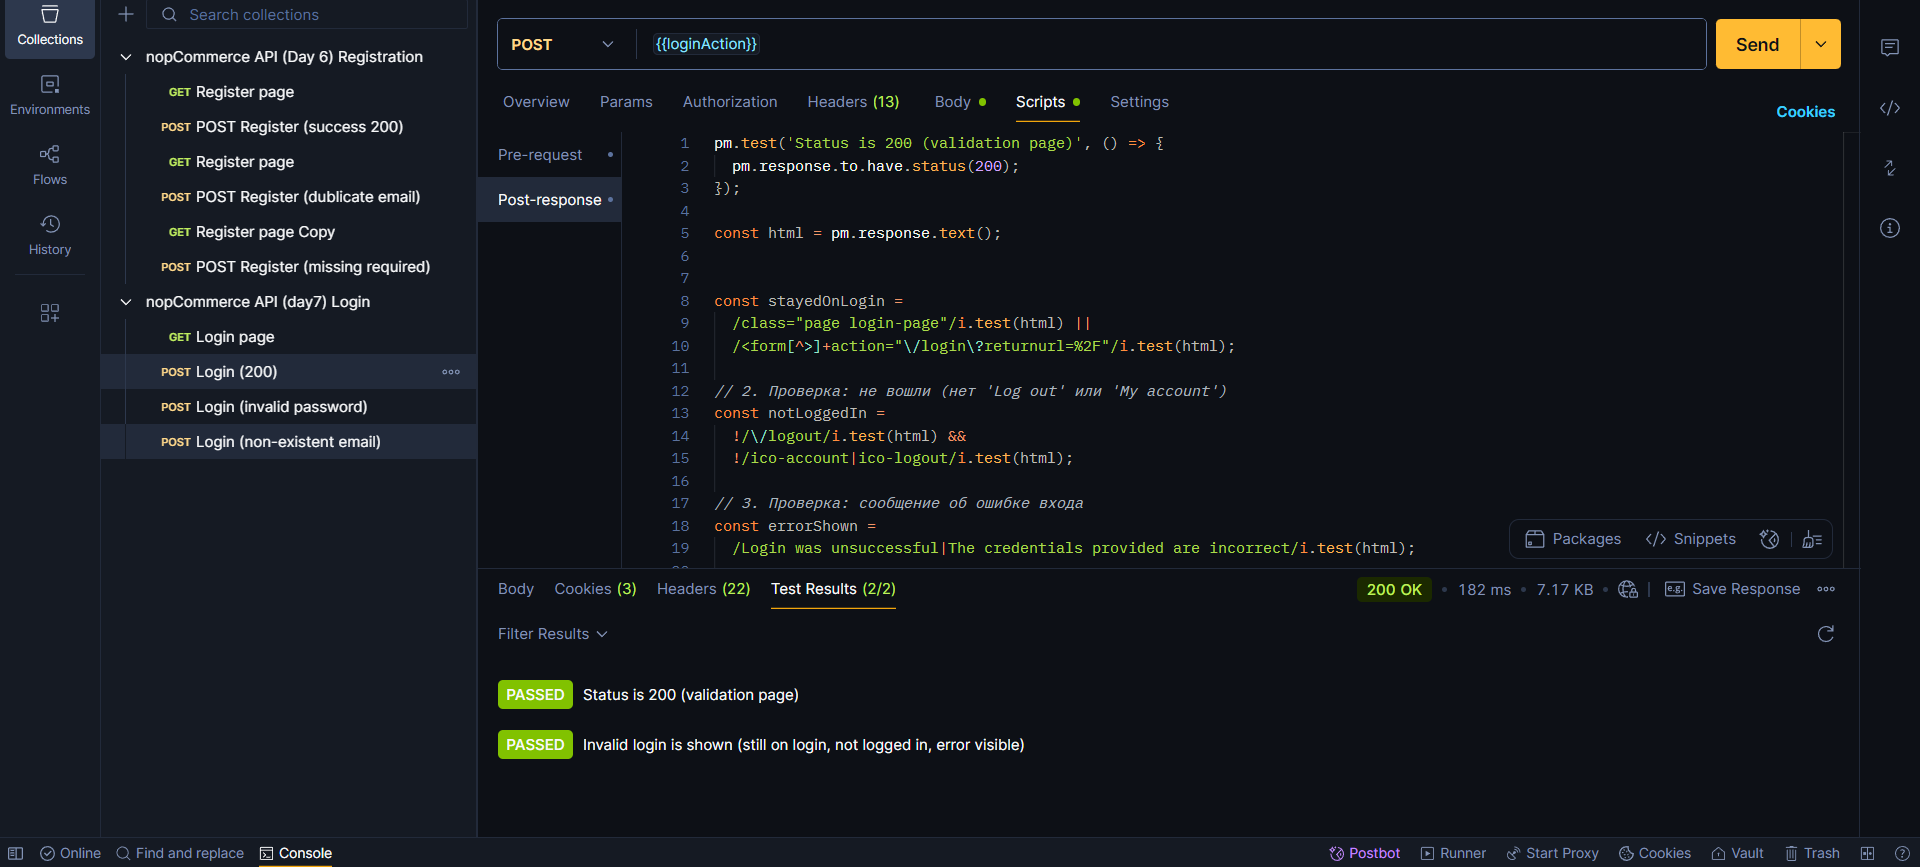 Collections
Environments
Flows
History
Search collections
nopCommerce API (Day 6) Registration
GET Register page
POST POST Register (success 200)
GET Register page
POST POST Register (dublicate email)
GET Register page Copy
POST POST Register (missing required)
nopCommerce API (day7) Login
GET Login page
POST Login (200)
POST Login (invalid password)
POST Login (non-existent email)
POST {{loginAction}}
Send
Overview Params Authorization Headers (13) Body Scripts Settings
Cookies
Pre-request
Post-response
1 pm.test('Status is 200 (validation page)', () => {
2 pm.response.to.have.status(200);
3 });
4
5 const html = pm.response.text();
6
7
8 const stayedOnLogin =
9 /class="page login-page"/i.test(html) ||
10 /<form[^>]+action="\/login\?returnurl=%2F"/i.test(html);
11
12 // 2. Проверка: не вошли (нет 'Log out' или 'My account')
13 const notLoggedIn =
14 !/\/logout/i.test(html) &&
15 !/ico-account|ico-logout/i.test(html);
16
17 // 3. Проверка: сообщение об ошибке входа
18 const errorShown =
19 /Login was unsuccessful|The credentials provided are incorrect/i.test(html);
Packages </> Snippets
Body Cookies (3) Headers (22) Test Results (2/2)
200 OK • 182 ms • 7.17 KB • e.g. Save Response
Filter Results
PASSED Status is 200 (validation page)
PASSED Invalid login is shown (still on login, not logged in, error visible)
Online Find and replace Console
Postbot Runner Start Proxy Cookies Vault Trash